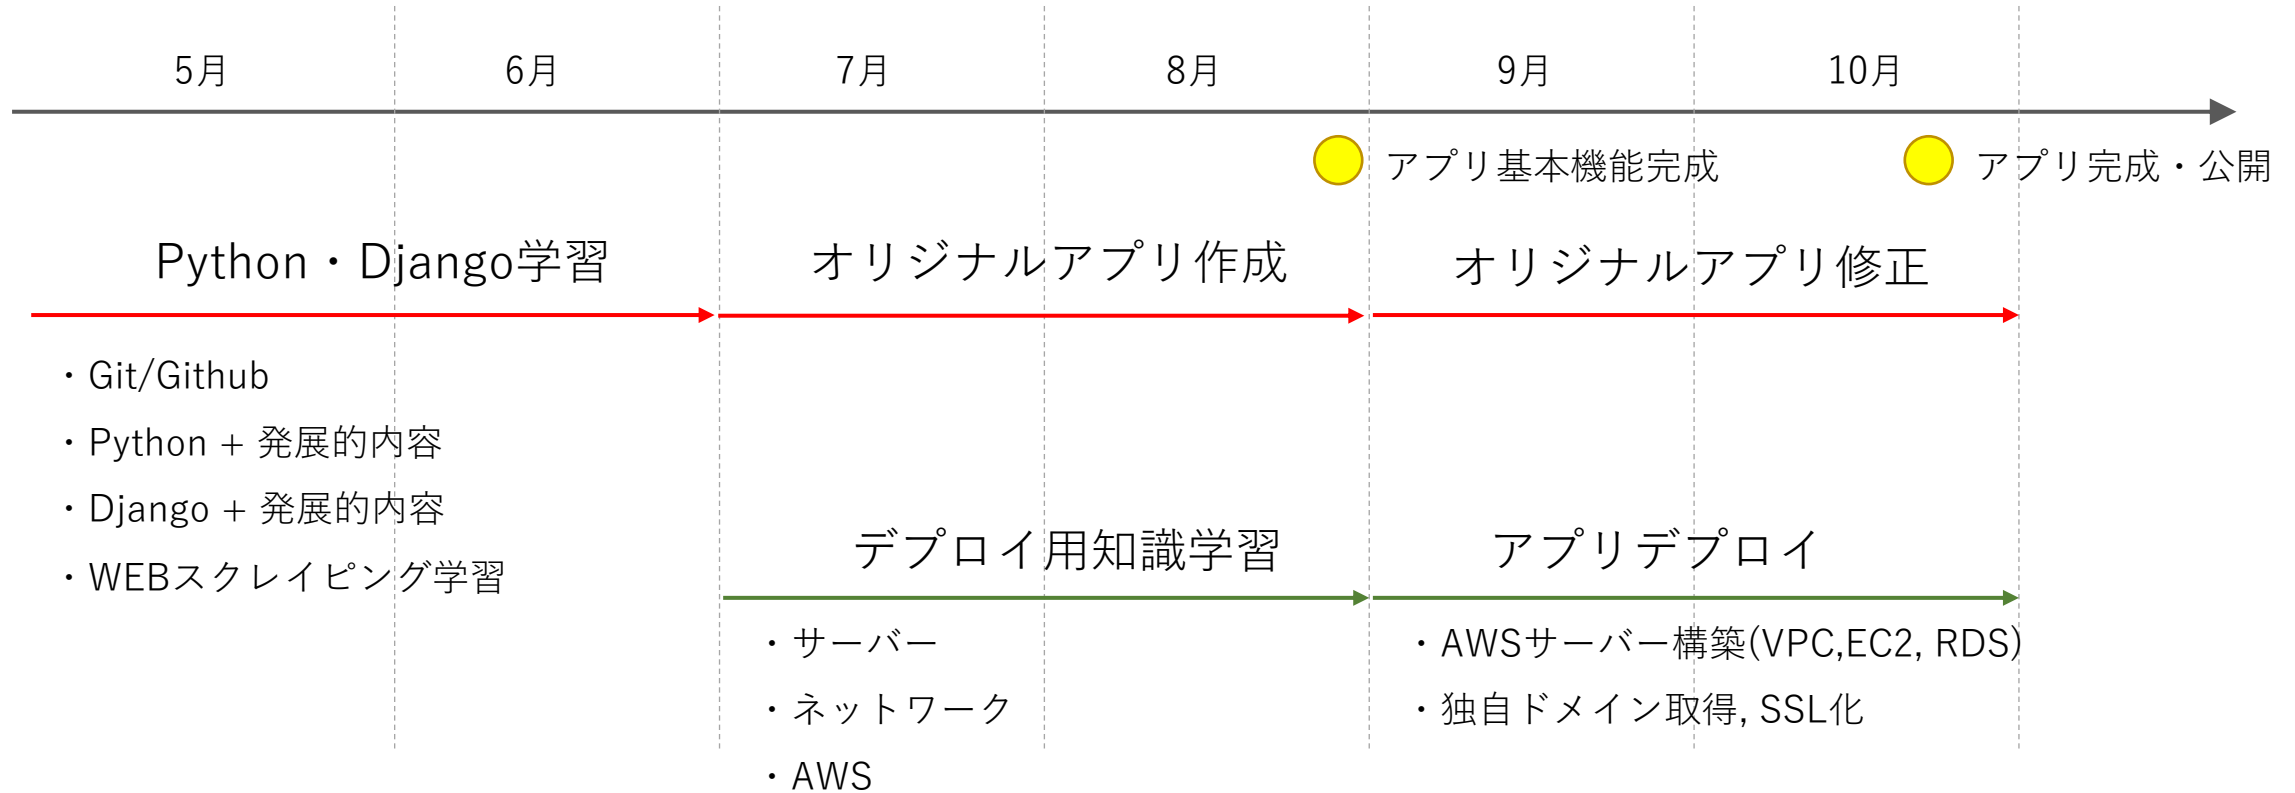 5月 6月 7月 8月 9月 10月
アプリ基本機能完成 アプリ完成・公開
Python・Django学習 オリジナルアプリ作成 オリジナルアプリ修正
・Git/Github
・Python + 発展的内容
・Django + 発展的内容
・WEBスクレイピング学習
デプロイ用知識学習
・サーバー
・ネットワーク
・AWS
アプリデプロイ
・AWSサーバー構築(VPC,EC2, RDS)
・独自ドメイン取得, SSL化